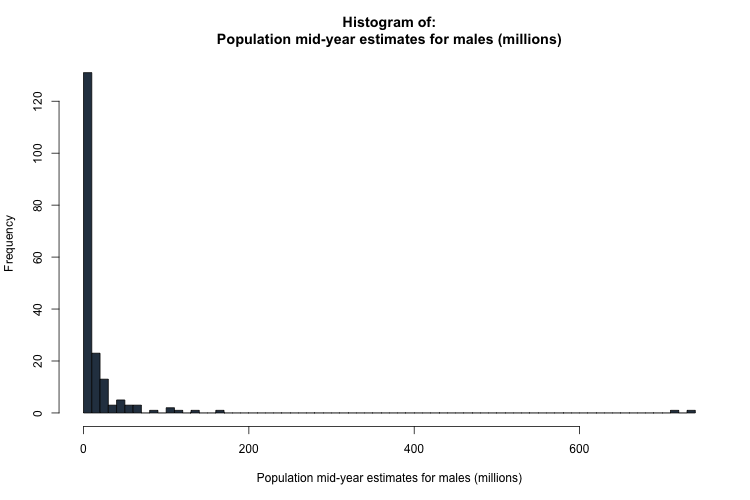 Histogram of:
Population mid-year estimates for males (millions)
Frequency
120
100
80
60
40
20
0
0 200 400 600
Population mid-year estimates for males (millions)